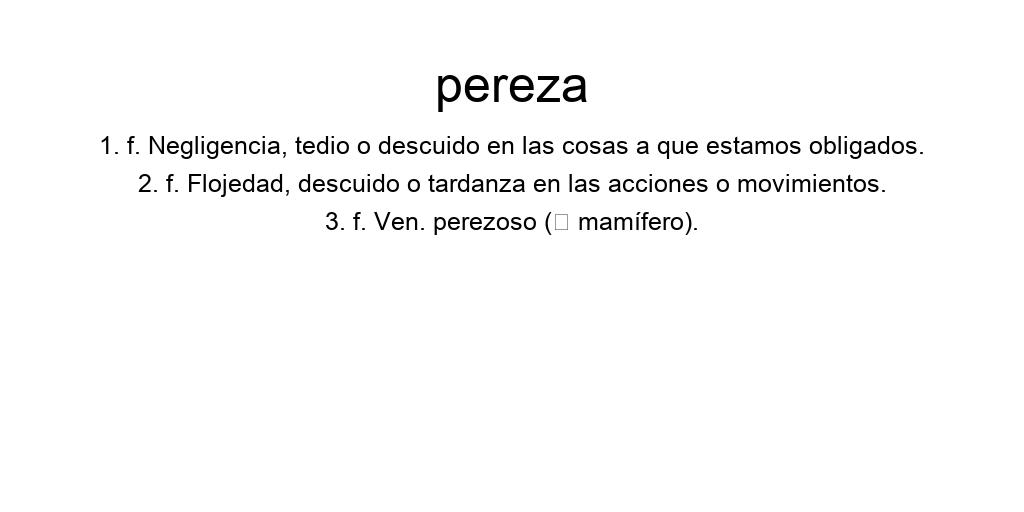 pereza
1. f. Negligencia, tedio o descuido en las cosas a que estamos obligados.
2. f. Flojedad, descuido o tardanza en las acciones o movimientos.
3. f. Ven. perezoso (□ mamífero).